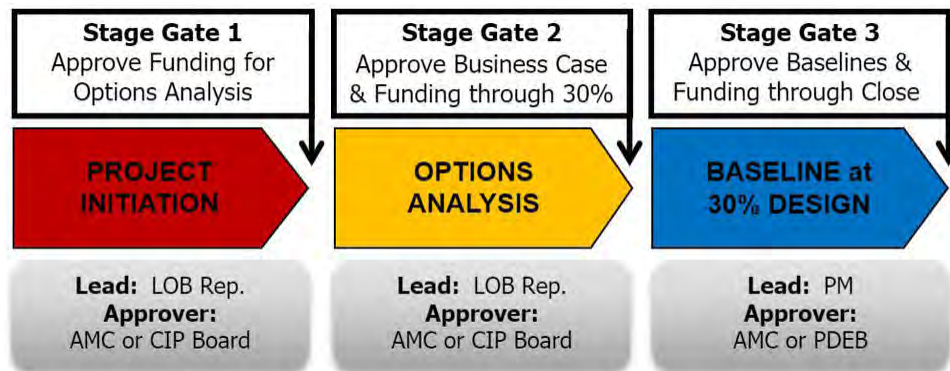 Stage Gate 1
Approve Funding for
Options Analysis
Stage Gate 2
Approve Business Case
& Funding through 30%
Stage Gate 3
Approve Baselines &
Funding through Close
PROJECT
INITIATION
OPTIONS
ANALYSIS
BASELINE at
30% DESIGN
Lead: LOB Rep.
Approver:
AMC or CIP Board
Lead: LOB Rep.
Approver:
AMC or CIP Board
Lead: PM
Approver:
AMC or PDEB